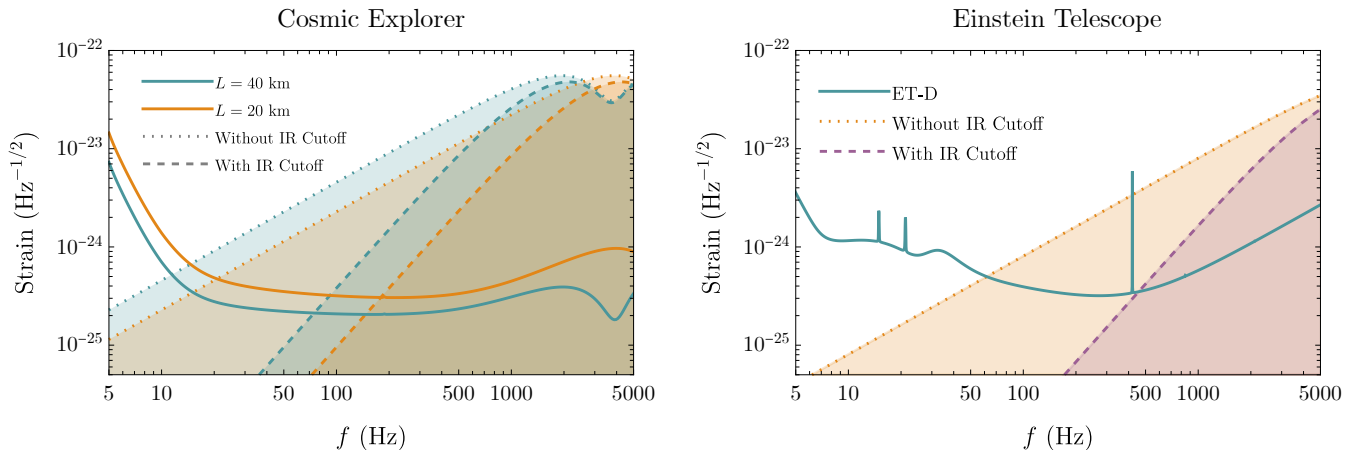 Cosmic Explorer
Strain (Hz^{-1/2})
10^{-22}
10^{-23}
10^{-24}
10^{-25}
L = 40 km
L = 20 km
Without IR Cutoff
With IR Cutoff
5 10 50 100 500 1000 5000
f (Hz)
Einstein Telescope
Strain (Hz^{-1/2})
10^{-22}
10^{-23}
10^{-24}
10^{-25}
ET-D
Without IR Cutoff
With IR Cutoff
5 10 50 100 500 1000 5000
f (Hz)